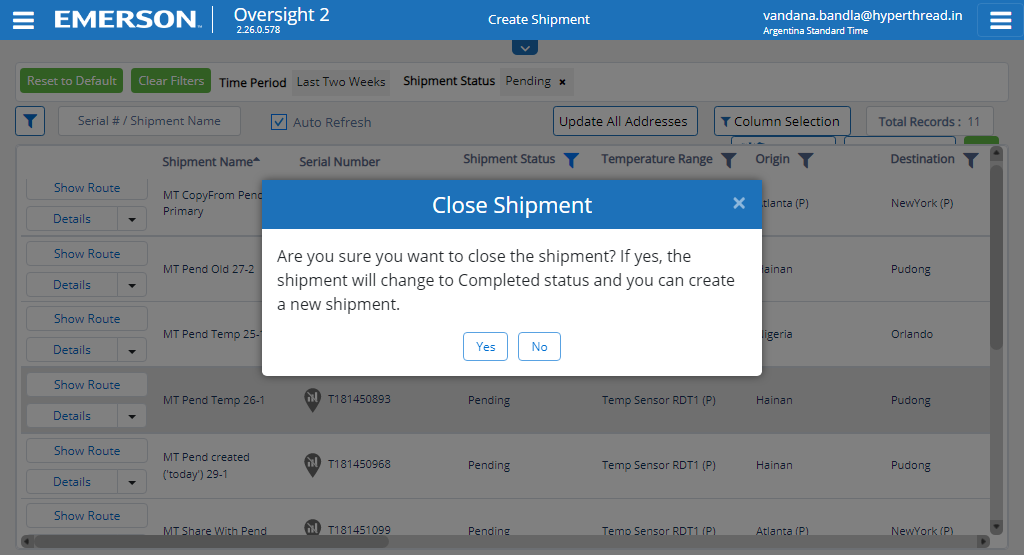 EMERSON
Oversight 2
2.26.0.578
Create Shipment
vandana.bandla@hyperthread.in
Argentina Standard Time
Reset to Default Clear Filters Time Period Last Two Weeks Shipment Status Pending ×
Serial # / Shipment Name Auto Refresh Update All Addresses Column Selection Total Records : 11
Shipment Name Serial Number Shipment Status Temperature Range Origin Destination
Show Route
Details
MT CopyFrom Pend
Primary
Atlanta (P) NewYork (P)
Show Route
Details
MT Pend Old 27-2
Hainan Pudong
Show Route
Details
MT Pend Temp 25-1
Nigeria Orlando
Close Shipment ×
Are you sure you want to close the shipment? If yes, the
shipment will change to Completed status and you can create
a new shipment.
Yes No
Show Route
Details
MT Pend Temp 26-1 T181450893 Pending Temp Sensor RDT1 (P) Hainan Pudong
Show Route
Details
MT Pend created
('today') 29-1
T181450968 Pending Temp Sensor RDT1 (P) Hainan Pudong
Show Route
MT Share With Pend T181451099 Pending Temp Sensor RDT1 (P) Atlanta (P) NewYork (P)